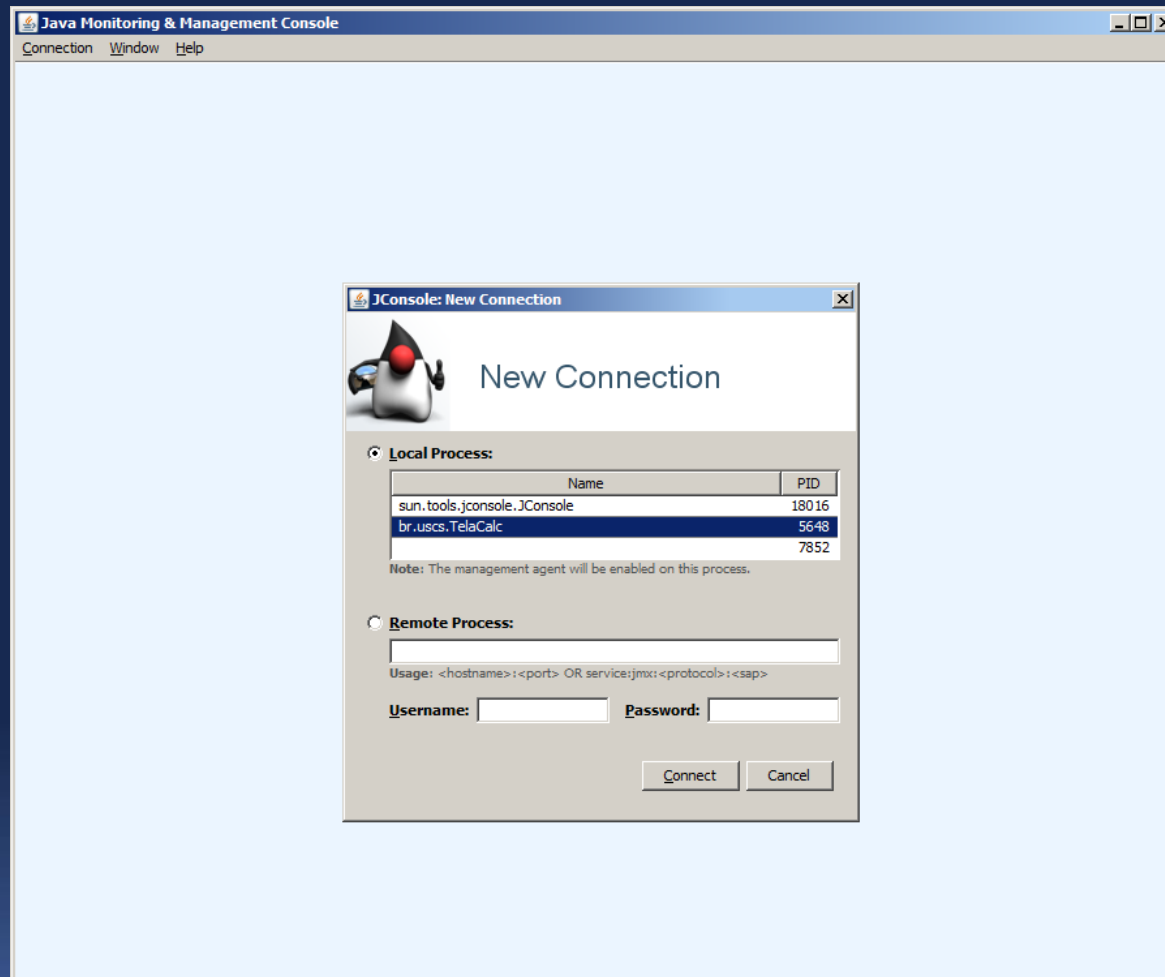 Java Monitoring & Management Console
Connection Window Help
JConsole: New Connection
New Connection
Local Process:
Name PID
sun.tools.jconsole.JConsole 18016
br.uscs.TelaCalc 5648
7852
Note: The management agent will be enabled on this process.
Remote Process:
Usage: <hostname>:<port> OR service:jmx:<protocol>:<sap>
Username: Password:
Connect Cancel